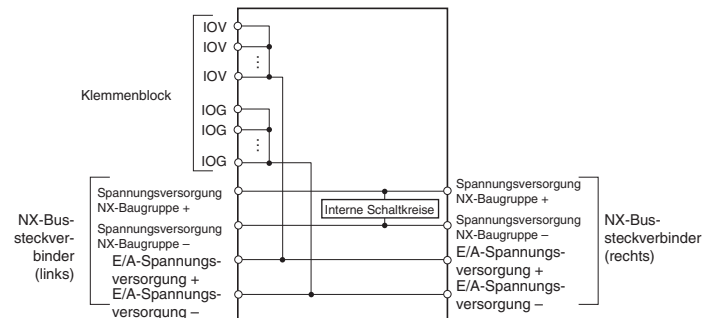 IOV
IOV
IOV
Klemmenblock
IOG
IOG
IOG
NX-Bus-
steckver-
binder
(links)
Spannungsversorgung
NX-Baugruppe +
Spannungsversorgung
NX-Baugruppe –
E/A-Spannungs-
versorgung +
E/A-Spannungs-
versorgung –
Interne Schaltkreise
Spannungsversorgung
NX-Baugruppe +
Spannungsversorgung
NX-Baugruppe –
E/A-Spannungs-
versorgung +
E/A-Spannungs-
versorgung –
NX-Bus-
steckverbinder
(rechts)